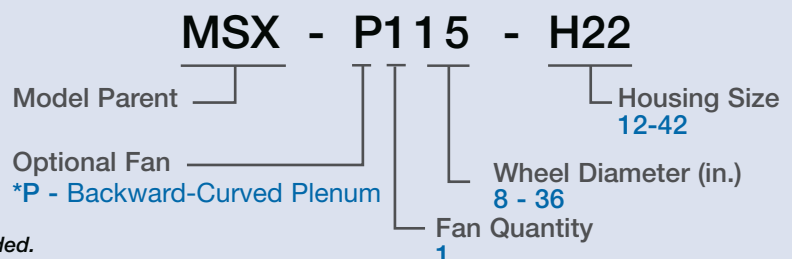 MSX - P115 - H22
Model Parent
Housing Size
12-42
Optional Fan
*P - Backward-Curved Plenum
Wheel Diameter (in.)
8 - 36
Fan Quantity
1